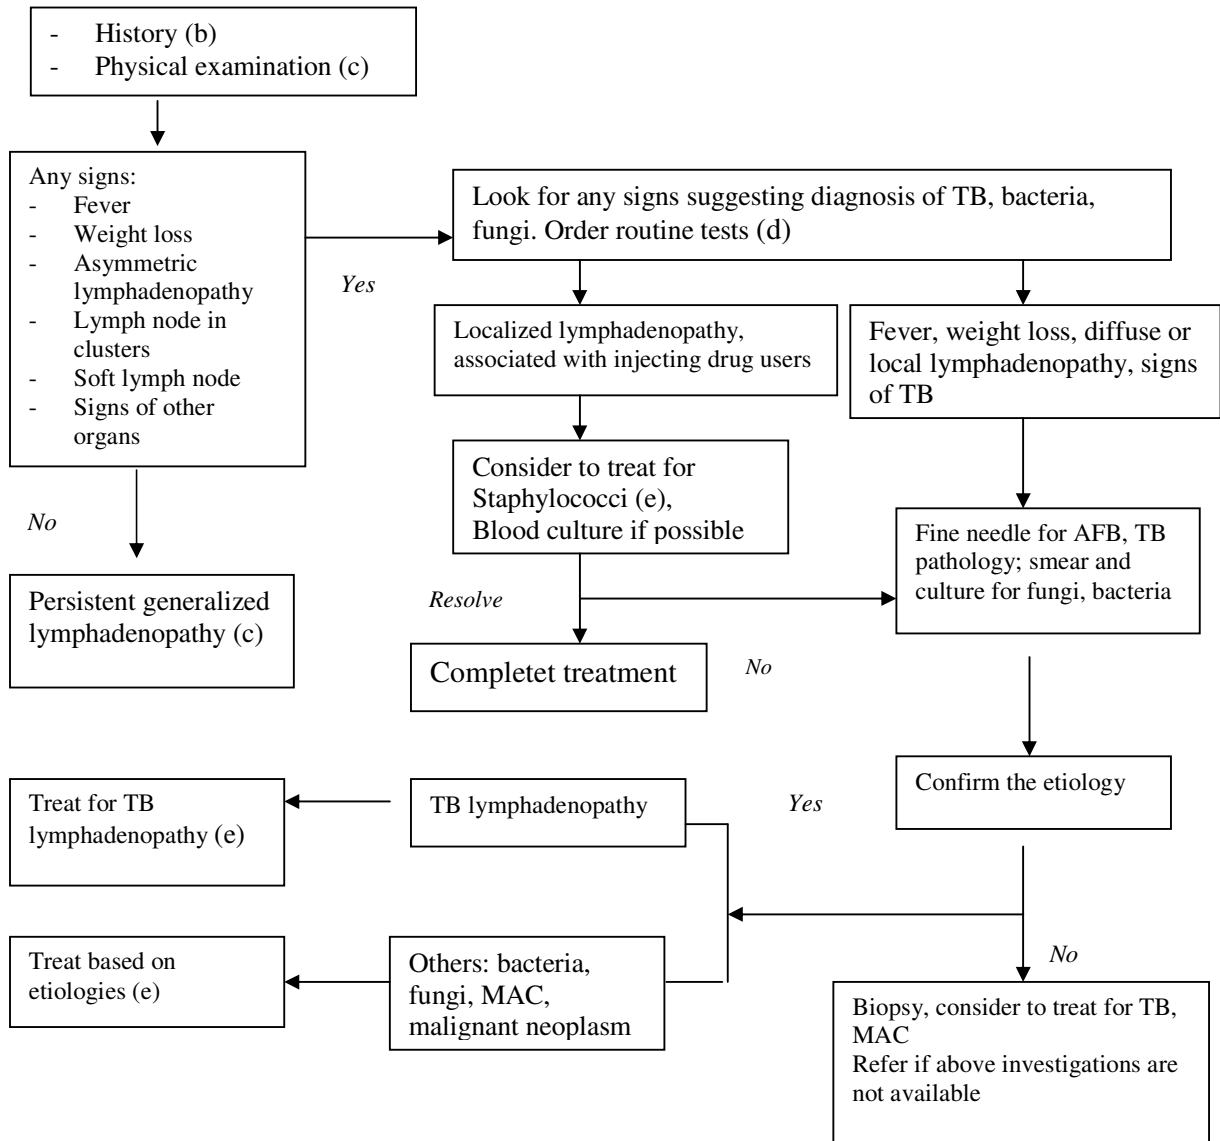 - History (b)
- Physical examination (c)
Any signs:
- Fever
- Weight loss
- Asymmetric
lymphadenopathy
- Lymph node in
clusters
- Soft lymph node
- Signs of other
organs
Yes
Look for any signs suggesting diagnosis of TB, bacteria,
fungi. Order routine tests (d)
Localized lymphadenopathy,
associated with injecting drug users
Fever, weight loss, diffuse or
local lymphadenopathy, signs
of TB
Consider to treat for
Staphylococci (e),
Blood culture if possible
No
Persistent generalized
lymphadenopathy (c)
Resolve
Fine needle for AFB, TB
pathology; smear and
culture for fungi, bacteria
Completet treatment
No
Confirm the etiology
Yes
TB lymphadenopathy
Treat for TB
lymphadenopathy (e)
Others: bacteria,
fungi, MAC,
malignant neoplasm
Treat based on
etiologies (e)
No
Biopsy, consider to treat for TB,
MAC
Refer if above investigations are
not available